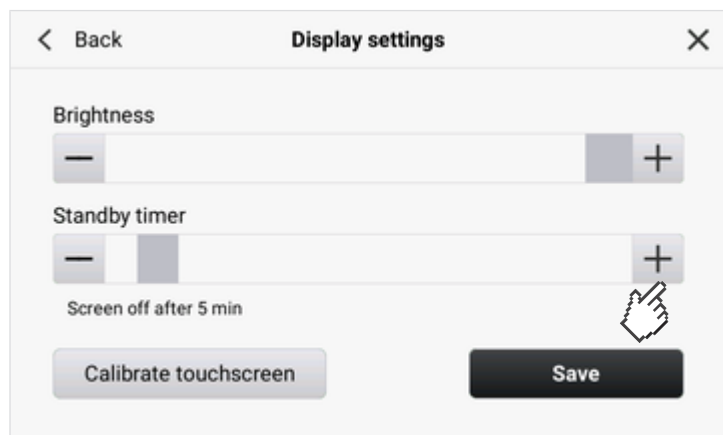 Back
Display settings
Brightness
Standby timer
Screen off after 5 min
Calibrate touchscreen
Save